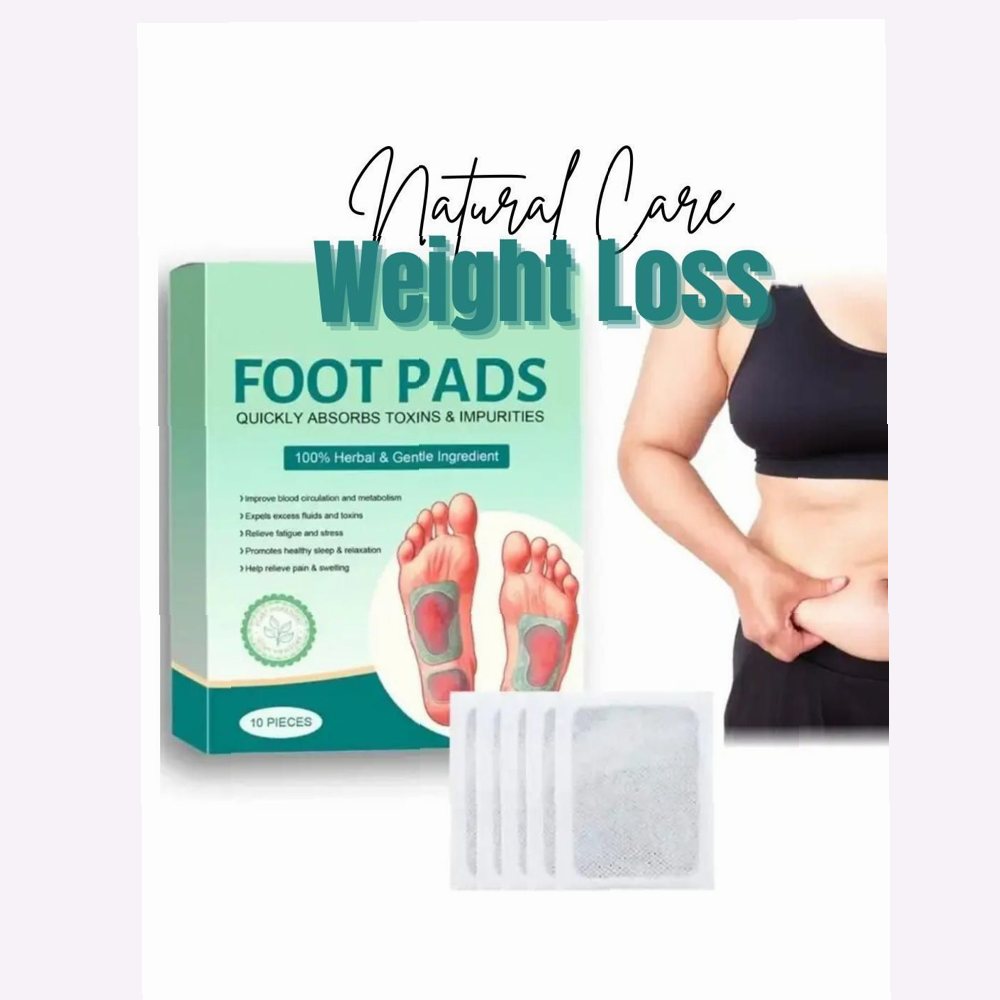 Natural Care
Weight Loss
FOOT PADS
QUICKLY ABSORBS TOXINS & IMPURITIES
100% Herbal & Gentle Ingredient
Improve blood circulation and metabolism
Expels excess fluids and toxins
Relieve fatigue and stress
Promotes healthy sleep & relaxation
Help relieve pain & swelling
10 PIECES